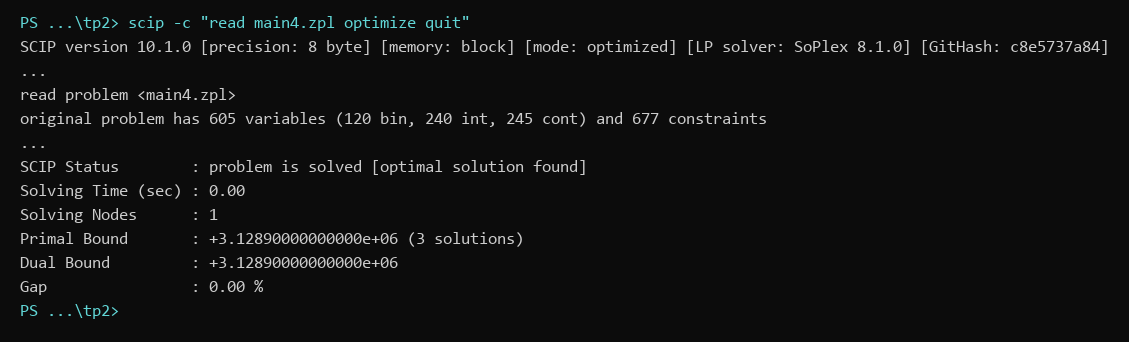 PS ...\tp2> scip -c "read main4.zpl optimize quit"
SCIP version 10.1.0 [precision: 8 byte] [memory: block] [mode: optimized] [LP solver: SoPlex 8.1.0] [GitHash: c8e5737a84]
...
read problem <main4.zpl>
original problem has 605 variables (120 bin, 240 int, 245 cont) and 677 constraints
...
SCIP Status        : problem is solved [optimal solution found]
Solving Time (sec) : 0.00
Solving Nodes      : 1
Primal Bound       : +3.12890000000000e+06 (3 solutions)
Dual Bound         : +3.12890000000000e+06
Gap                : 0.00 %
PS ...\tp2>